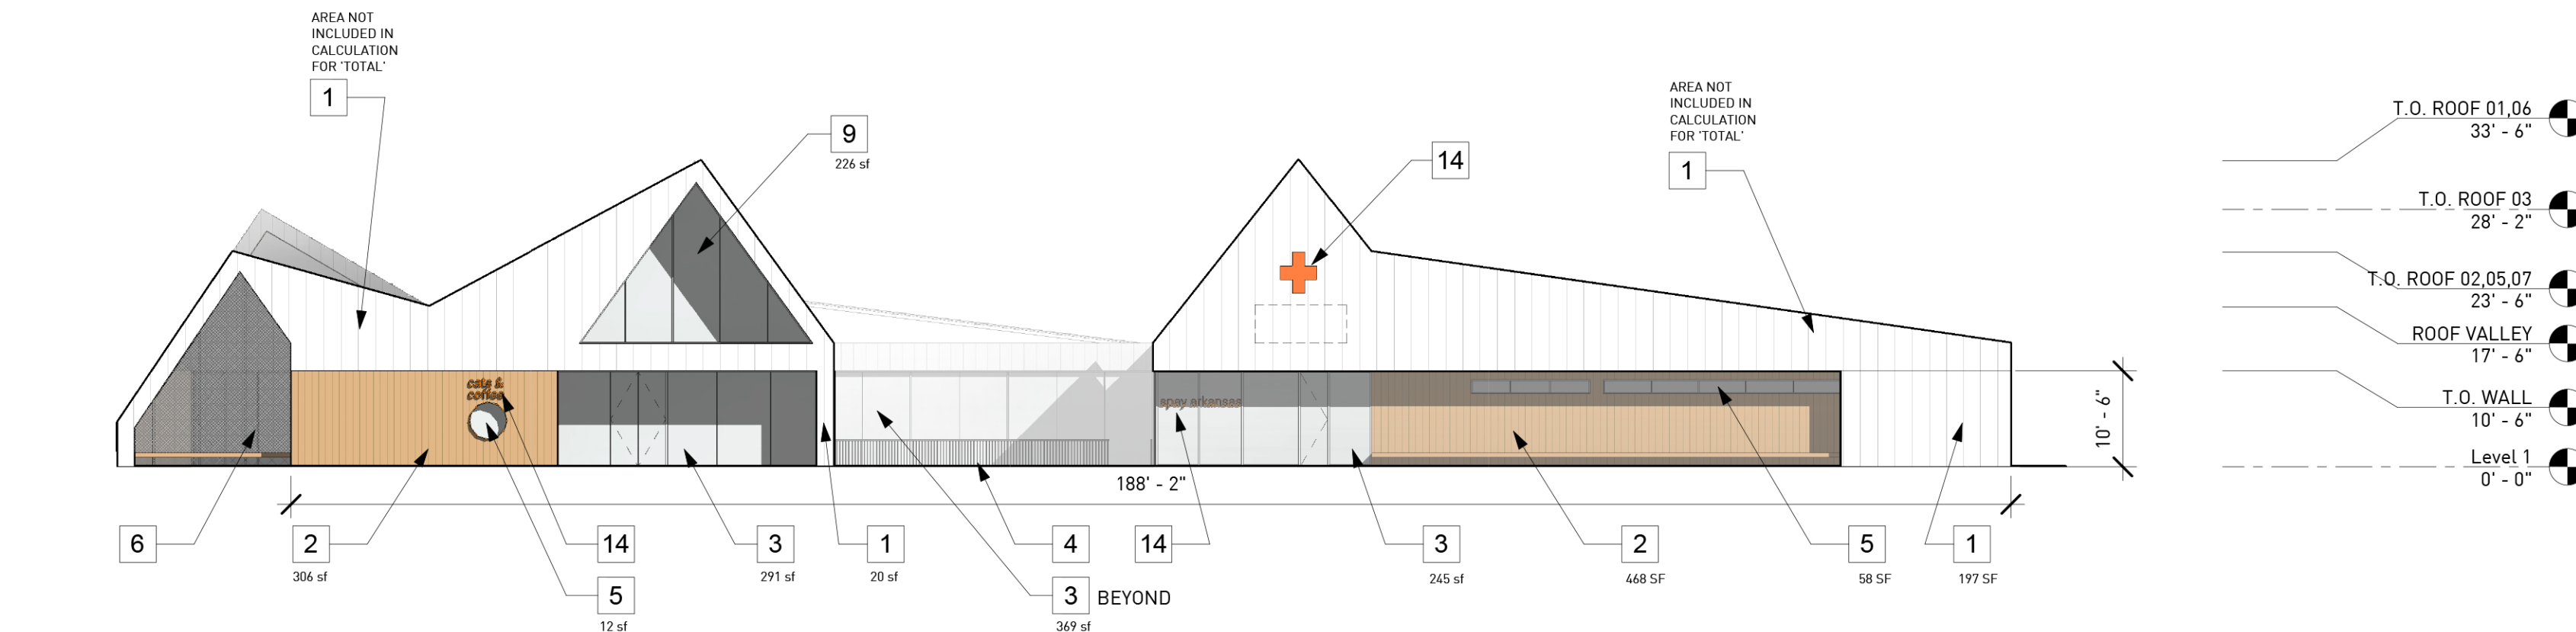 AREA NOT
INCLUDED IN
CALCULATION
FOR 'TOTAL'
1
9
226 sf
14
AREA NOT
INCLUDED IN
CALCULATION
FOR 'TOTAL'
1
T.O. ROOF 01,06
33' - 6"
T.O. ROOF 03
28' - 2"
T.O. ROOF 02,05,07
23' - 6"
ROOF VALLEY
17' - 6"
T.O. WALL
10' - 6"
Level 1
0' - 0"
10' - 6"
cats &
coffee
spay arkansas
188' - 2"
6
2
306 sf
14
5
12 sf
3
291 sf
1
20 sf
4
3 BEYOND
369 sf
14
3
245 sf
2
468 SF
5
58 SF
1
197 SF